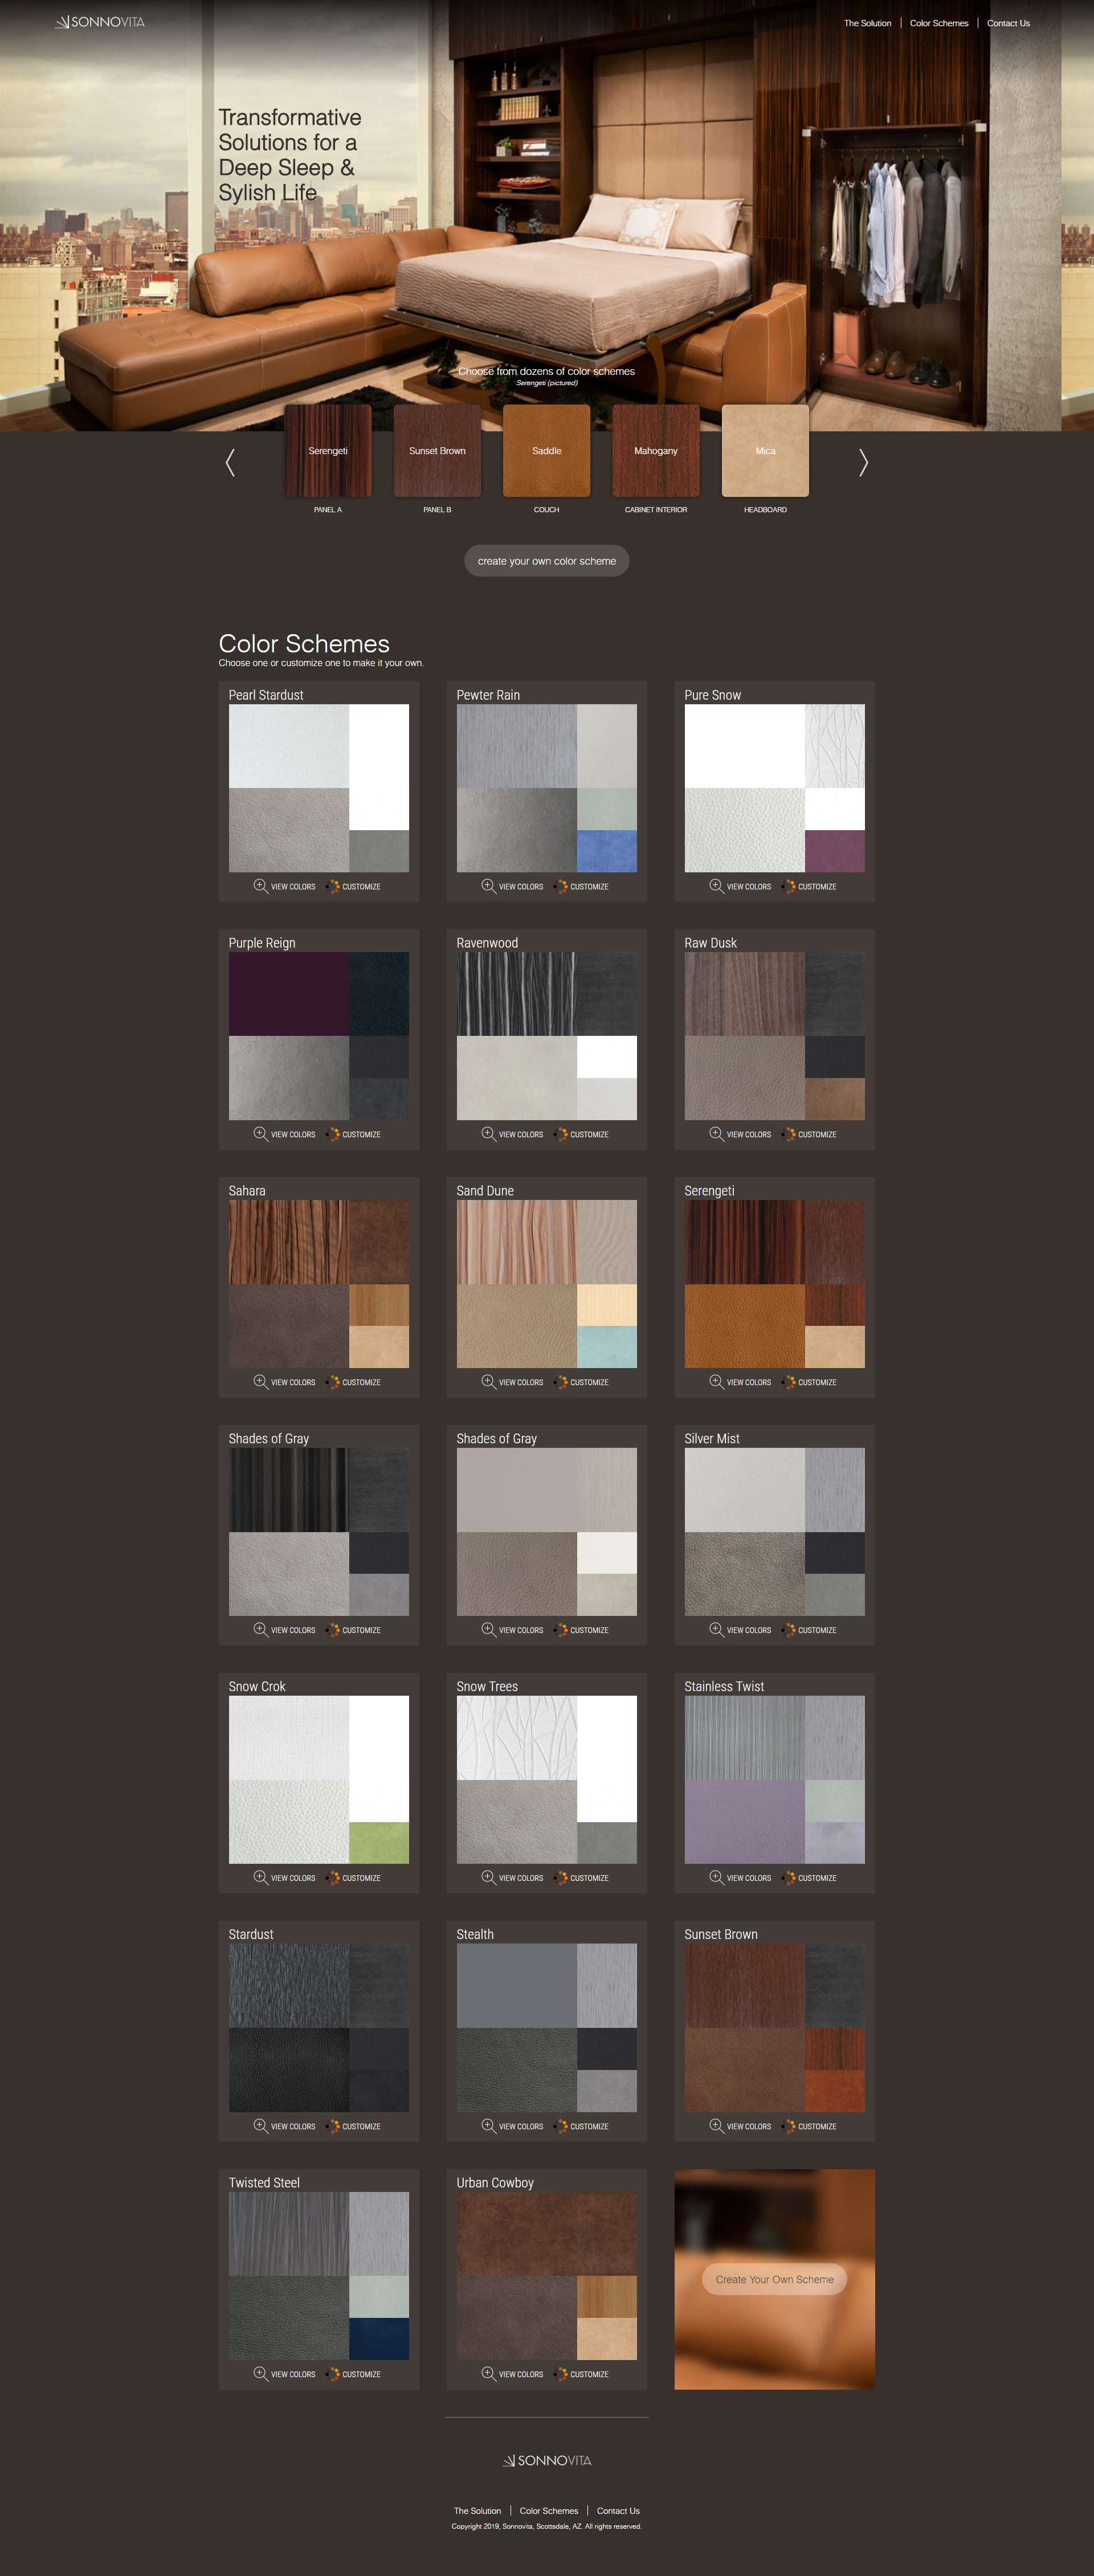 SONNOVITA
The Solution
Color Schemes
Contact Us
Transformative
Solutions for a
Deep Sleep &
Sylish Life
Choose from dozens of color schemes
Serengeti (pictured)
Serengeti
Sunset Brown
Saddle
Mahogany
Mica
PANEL A
PANEL B
COUCH
CABINET INTERIOR
HEADBOARD
create your own color scheme
Color Schemes
Choose one or customize one to make it your own.
Pearl Stardust
VIEW COLORS
CUSTOMIZE
Pewter Rain
VIEW COLORS
CUSTOMIZE
Pure Snow
VIEW COLORS
CUSTOMIZE
Purple Reign
VIEW COLORS
CUSTOMIZE
Ravenwood
VIEW COLORS
CUSTOMIZE
Raw Dusk
VIEW COLORS
CUSTOMIZE
Sahara
VIEW COLORS
CUSTOMIZE
Sand Dune
VIEW COLORS
CUSTOMIZE
Serengeti
VIEW COLORS
CUSTOMIZE
Shades of Gray
VIEW COLORS
CUSTOMIZE
Shades of Gray
VIEW COLORS
CUSTOMIZE
Silver Mist
VIEW COLORS
CUSTOMIZE
Snow Crok
VIEW COLORS
CUSTOMIZE
Snow Trees
VIEW COLORS
CUSTOMIZE
Stainless Twist
VIEW COLORS
CUSTOMIZE
Stardust
VIEW COLORS
CUSTOMIZE
Stealth
VIEW COLORS
CUSTOMIZE
Sunset Brown
VIEW COLORS
CUSTOMIZE
Twisted Steel
VIEW COLORS
CUSTOMIZE
Urban Cowboy
VIEW COLORS
CUSTOMIZE
Create Your Own Scheme
SONNOVITA
The Solution
Color Schemes
Contact Us
Copyright 2019, Sonnovita, Scottsdale, AZ. All rights reserved.